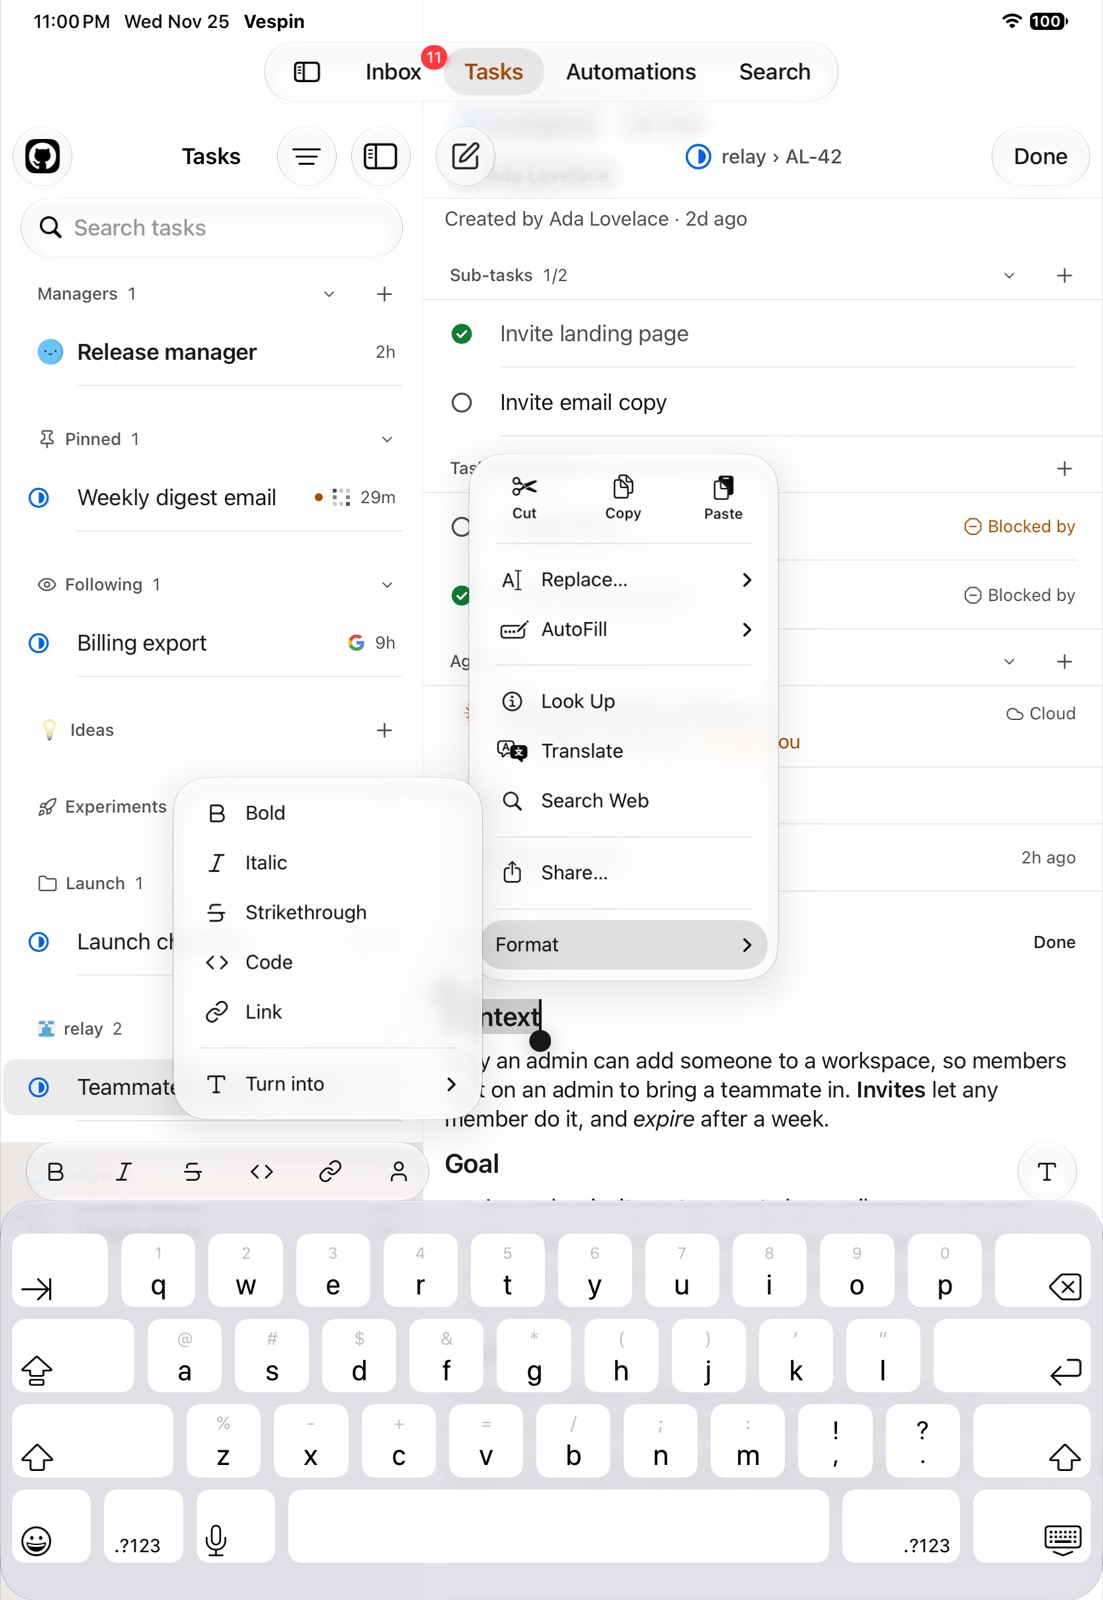 11:00 PM Wed Nov 25 Vespin
100
Inbox
11
Tasks
Automations
Search
Tasks
Search tasks
Managers 1
Release manager
2h
Pinned 1
Weekly digest email
29m
Following 1
Billing export
9h
Ideas
Experiments
Launch 1
Launch
relay 2
Teammate
relay › AL-42
Done
Ada Lovelace
Created by Ada Lovelace · 2d ago
Sub-tasks 1/2
Invite landing page
Invite email copy
Blocked by
Blocked by
Cloud
ou
2h ago
Done
Cut
Copy
Paste
Replace...
AutoFill
Look Up
Translate
Search Web
Share...
Format
Bold
Italic
Strikethrough
Code
Link
Turn into
ntext
y an admin can add someone to a workspace, so members
t on an admin to bring a teammate in. Invites let any
member do it, and expire after a week.
Goal
B I S <> T
1 2 3 4 5 6 7 8 9 0
q w e r t y u i o p
@ # $ & * ( ) ' "
a s d f g h j k l
% - + = / ; : ! ?
z x c v b n m , .
.?123
.?123